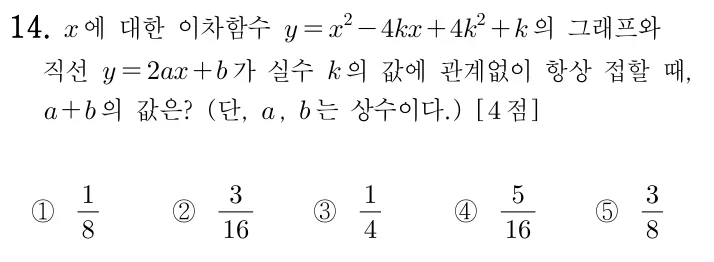 14. x에 대한 이차함수 y=x²-4kx+4k²+k의 그래프와
직선 y=2ax+b가 실수 k의 값에 관계없이 항상 접할 때,
a+b의 값은? (단, a, b는 상수이다.) [4점]
① 1/8 ② 3/16 ③ 1/4 ④ 5/16 ⑤ 3/8